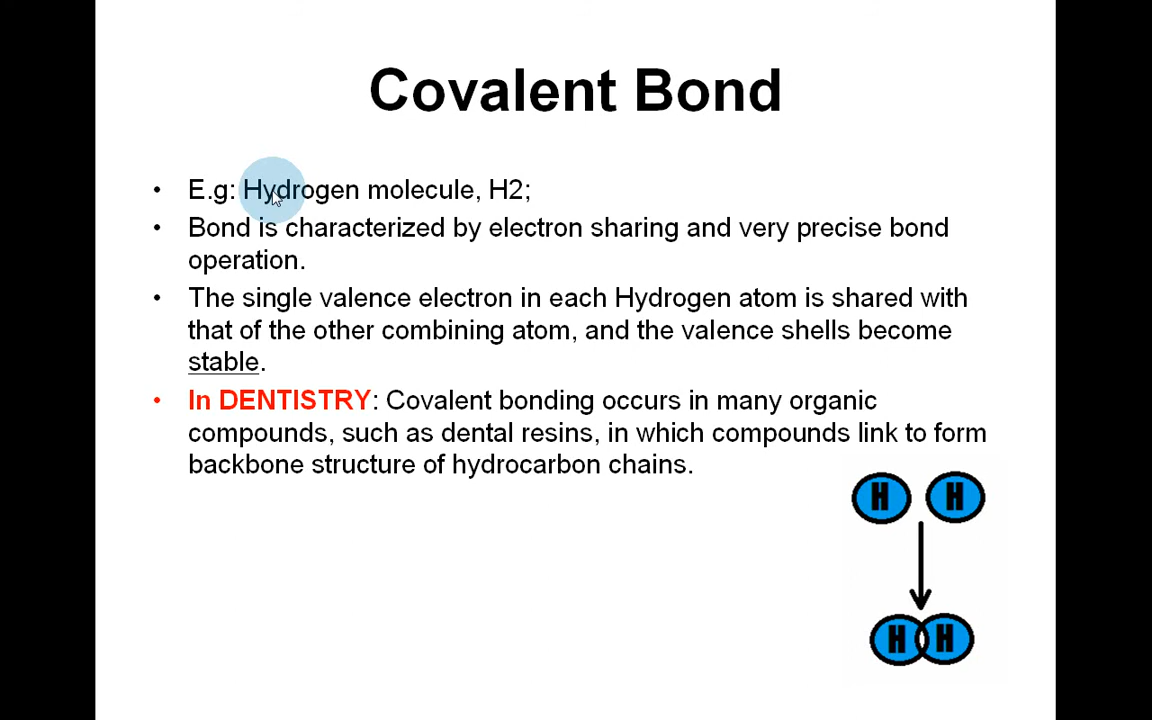 Covalent Bond
• E.g: Hydrogen molecule, H2;
• Bond is characterized by electron sharing and very precise bond
operation.
• The single valence electron in each Hydrogen atom is shared with
that of the other combining atom, and the valence shells become
stable.
• In DENTISTRY: Covalent bonding occurs in many organic
compounds, such as dental resins, in which compounds link to form
backbone structure of hydrocarbon chains.
H H
H H